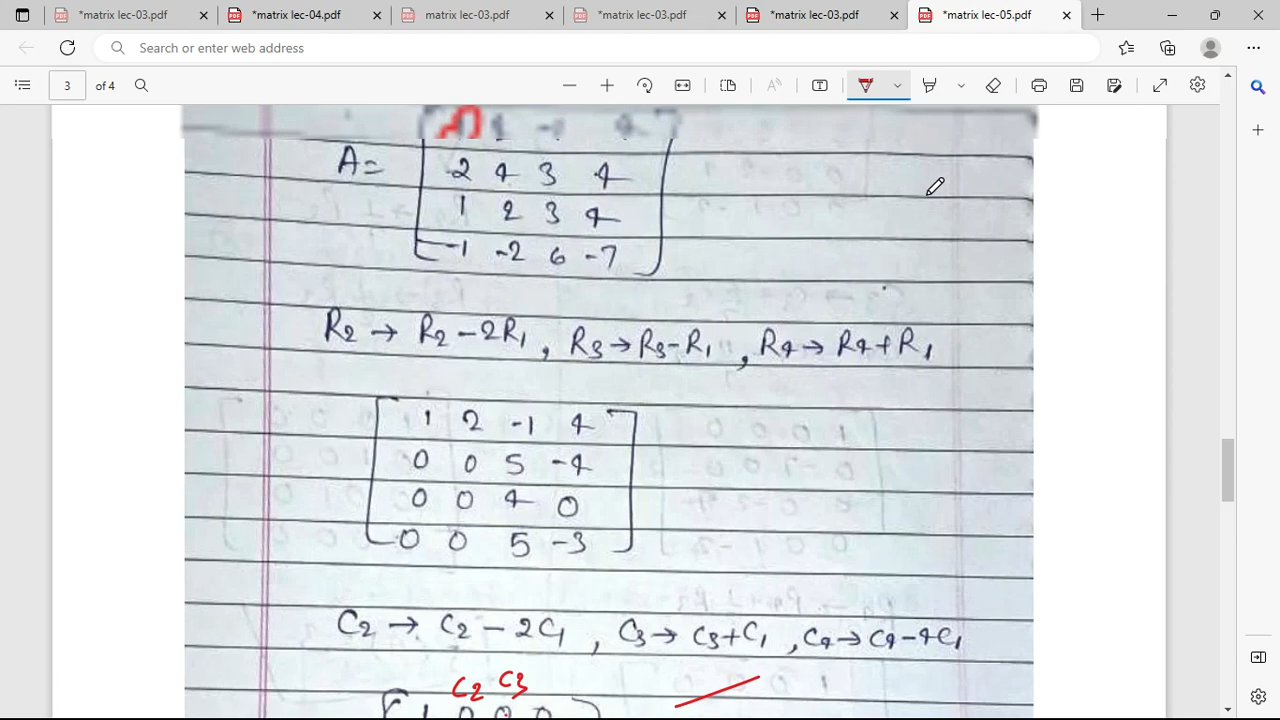 *matrix lec-03.pdf *matrix lec-04.pdf matrix lec-03.pdf *matrix lec-03.pdf *matrix lec-03.pdf *matrix lec-05.pdf
Search or enter web address
3 of 4
A=
2 4 3 4
1 2 3 4
-1 -2 6 -7
R2 → R2 - 2R1 , R3 → R3 - R1 , R4 → R4 + R1
1 2 -1 4
0 0 5 -4
0 0 4 0
0 0 5 -3
C2 → C2 - 2C1 , C3 → C3 + C1 , C4 → C4 - 4C1
C2 C3